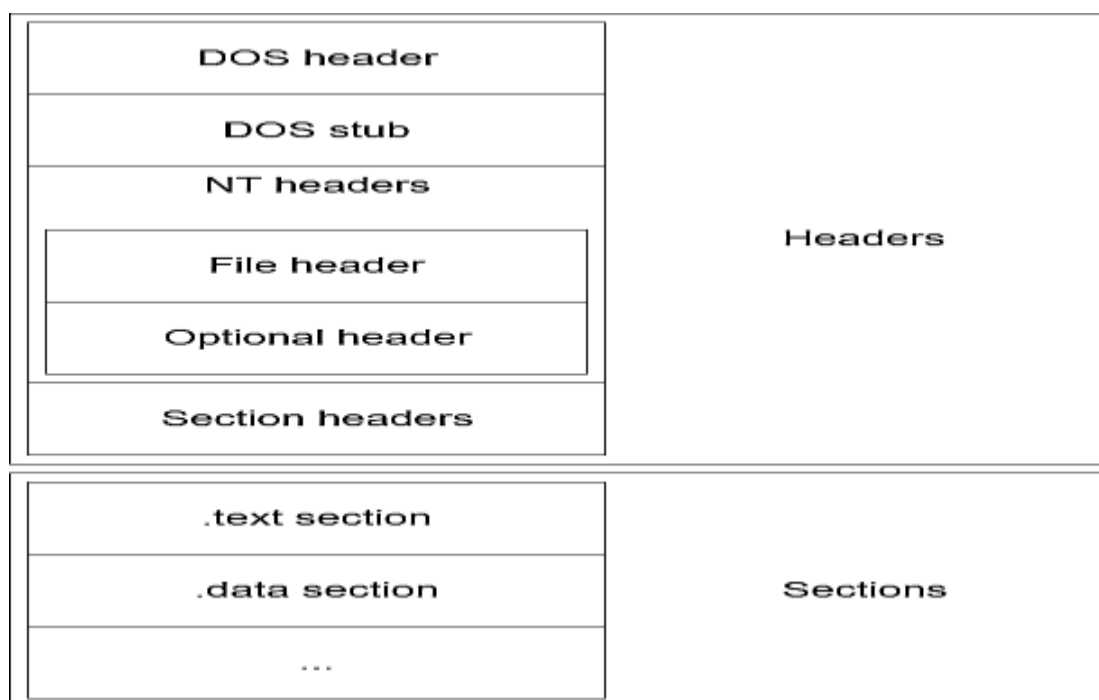 DOS header
DOS stub
NT headers
File header
Optional header
Section headers
Headers
.text section
.data section
...
Sections